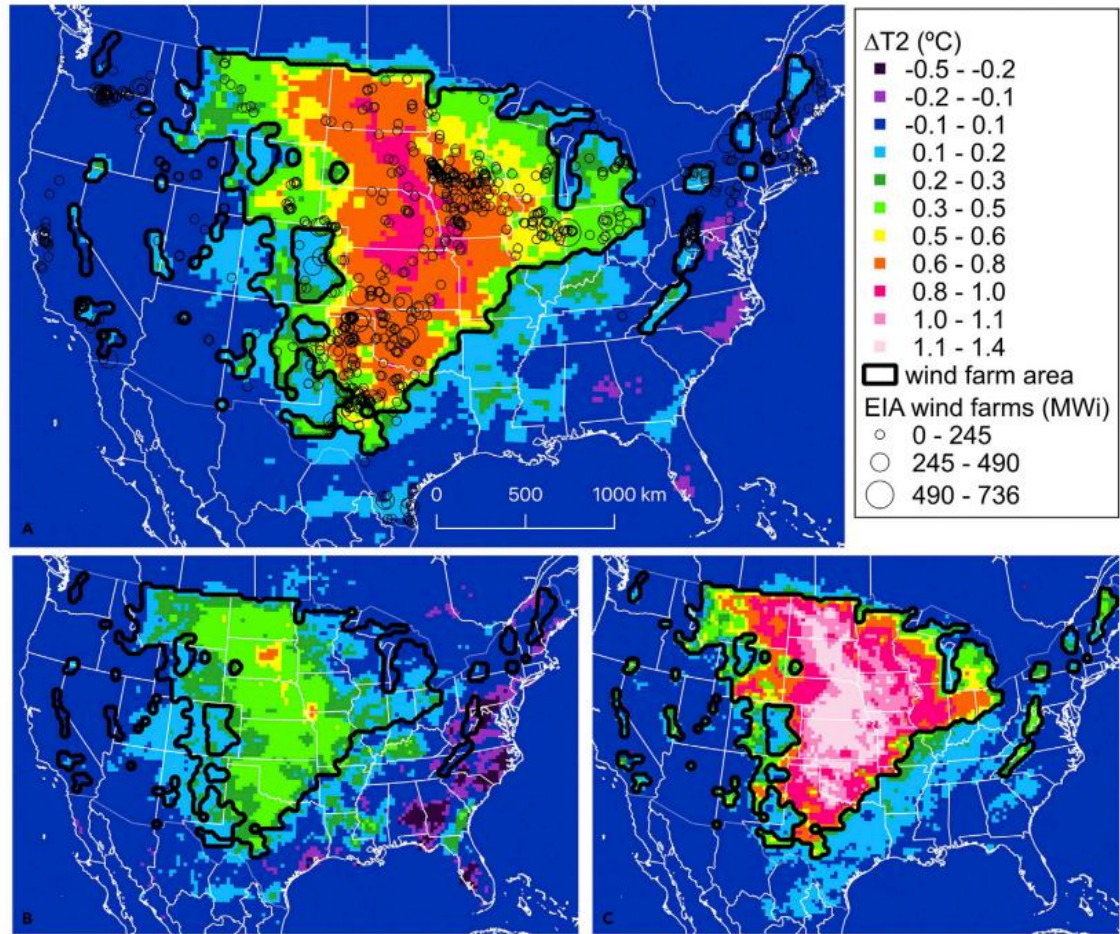 ΔT2 (ºC)
-0.5 - -0.2
-0.2 - -0.1
-0.1 - 0.1
0.1 - 0.2
0.2 - 0.3
0.3 - 0.5
0.5 - 0.6
0.6 - 0.8
0.8 - 1.0
1.0 - 1.1
1.1 - 1.4
wind farm area
EIA wind farms (MWi)
0 - 245
245 - 490
490 - 736
0 500 1000 km
A
B
C